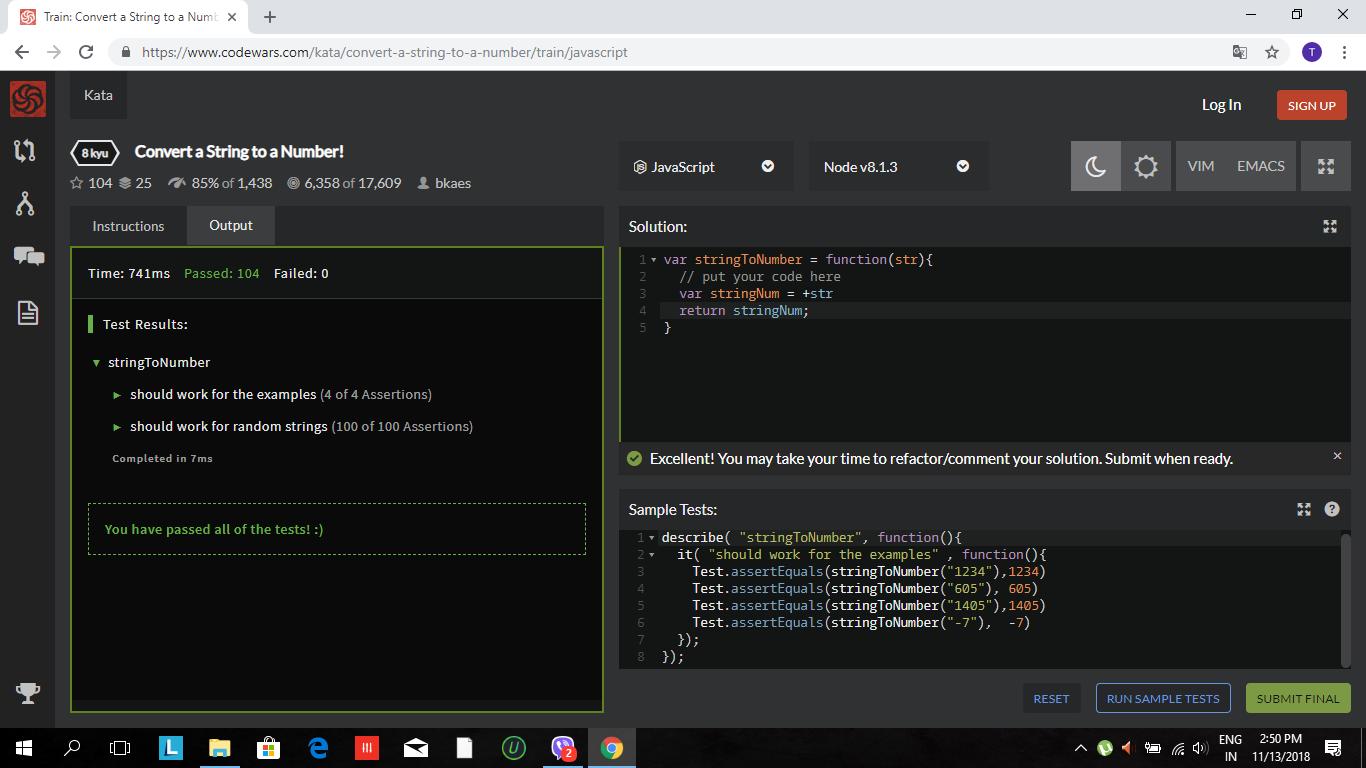 Train: Convert a String to a Numb
https://www.codewars.com/kata/convert-a-string-to-a-number/train/javascript
T
Kata
Log In
SIGN UP
8 kyu
Convert a String to a Number!
104 25 85% of 1,438 6,358 of 17,609 bkaes
JavaScript
Node v8.1.3
VIM
EMACS
Instructions
Output
Time: 741ms Passed: 104 Failed: 0
Test Results:
stringToNumber
should work for the examples (4 of 4 Assertions)
should work for random strings (100 of 100 Assertions)
Completed in 7ms
You have passed all of the tests! :)
Solution:
1 var stringToNumber = function(str){
2 // put your code here
3 var stringNum = +str
4 return stringNum;
5 }
Excellent! You may take your time to refactor/comment your solution. Submit when ready.
Sample Tests:
1 describe( "stringToNumber", function(){
2 it( "should work for the examples" , function(){
3 Test.assertEquals(stringToNumber("1234"),1234)
4 Test.assertEquals(stringToNumber("605"), 605)
5 Test.assertEquals(stringToNumber("1405"),1405)
6 Test.assertEquals(stringToNumber("-7"), -7)
7 });
8 });
RESET
RUN SAMPLE TESTS
SUBMIT FINAL
L
U
2
ENG
IN
2:50 PM
11/13/2018